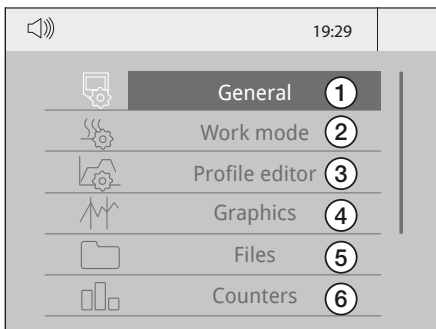 19:29
General 1
Work mode 2
Profile editor 3
Graphics 4
Files 5
Counters 6